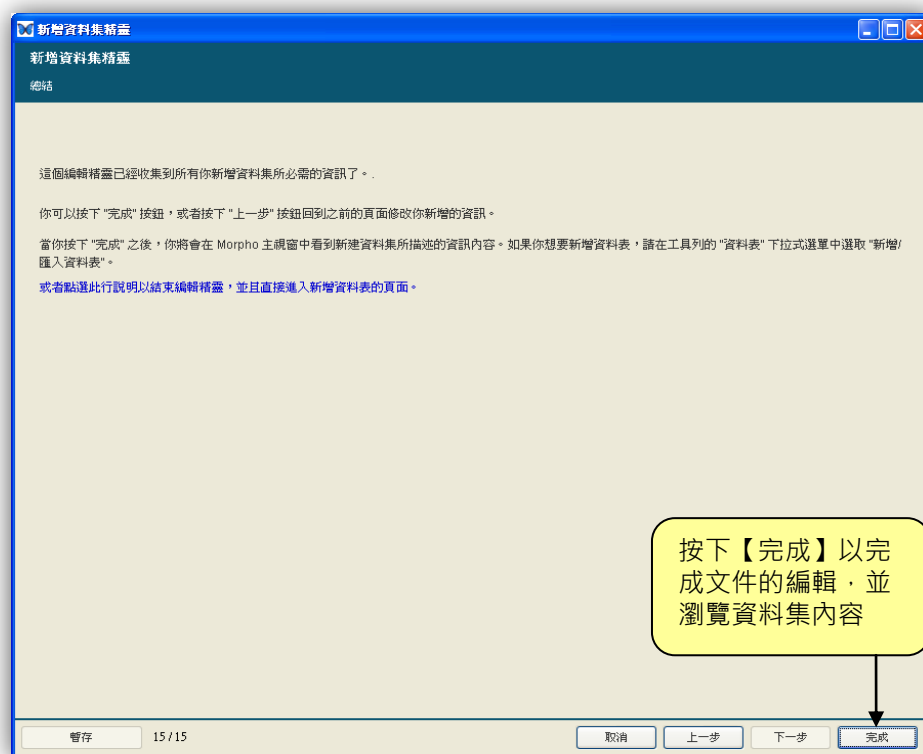 新增資料集精靈
新增資料集精靈
總結
這個編輯精靈已經收集到所有你新增資料集所必需的資訊了。.
你可以按下 "完成" 按鈕，或者按下 "上一步" 按鈕回到之前的頁面修改你新增的資訊。
當你按下 "完成" 之後，你將會在 Morpho 主視窗中看到新建資料集所描述的資訊內容。如果你想要新增資料表，請在工具列的 "資料表" 下拉式選單中選取 "新增/
匯入資料表"。
或者點選此行說明以結束編輯精靈，並且直接進入新增資料表的頁面。
按下【完成】以完
成文件的編輯，並
瀏覽資料集內容
暫存 15/15 取消 上一步 下一步 完成